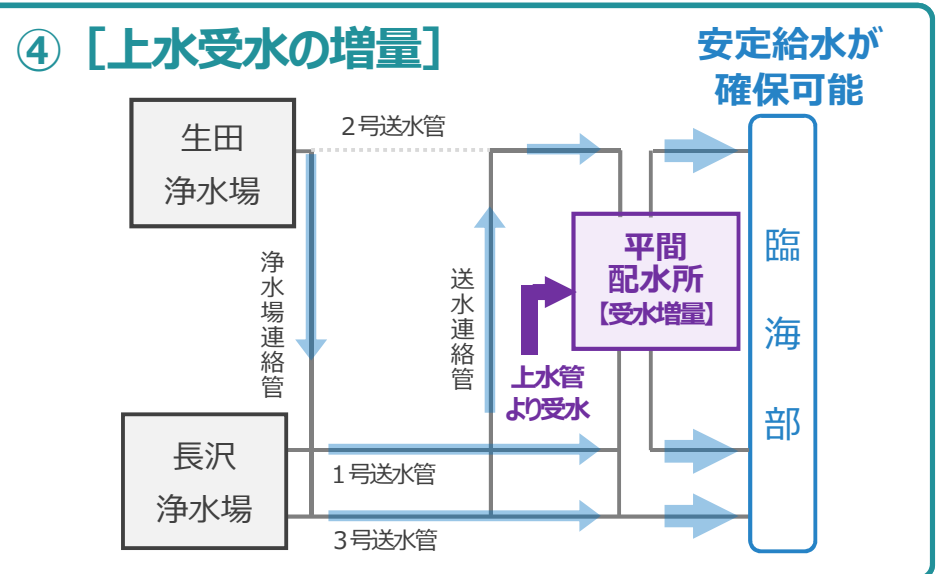 ④［上水受水の増量］
安定給水が
確保可能
生田
浄水場
2号送水管
浄水場連絡管
送水連絡管
平間
配水所
【受水増量】
上水管
より受水
臨海部
長沢
浄水場
1号送水管
3号送水管